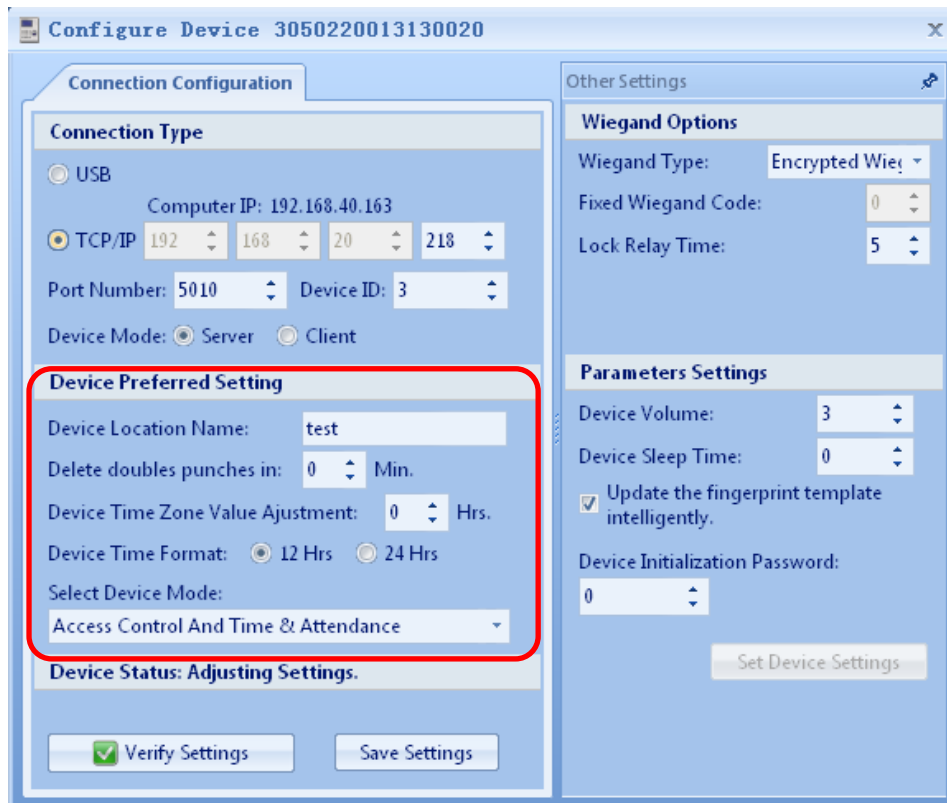 Configure Device 3050220013130020
Connection Configuration
Connection Type
USB
Computer IP: 192.168.40.163
TCP/IP 192 168 20 218
Port Number: 5010 Device ID: 3
Device Mode: Server Client
Device Preferred Setting
Device Location Name: test
Delete doubles punches in: 0 Min.
Device Time Zone Value Ajustment: 0 Hrs.
Device Time Format: 12 Hrs 24 Hrs
Select Device Mode:
Access Control And Time & Attendance
Device Status: Adjusting Settings.
Verify Settings Save Settings
Other Settings
Wiegand Options
Wiegand Type: Encrypted
Fixed Wiegand Code: 0
Lock Relay Time: 5
Parameters Settings
Device Volume: 3
Device Sleep Time: 0
Update the fingerprint template
intelligently.
Device Initialization Password:
0
Set Device Settings